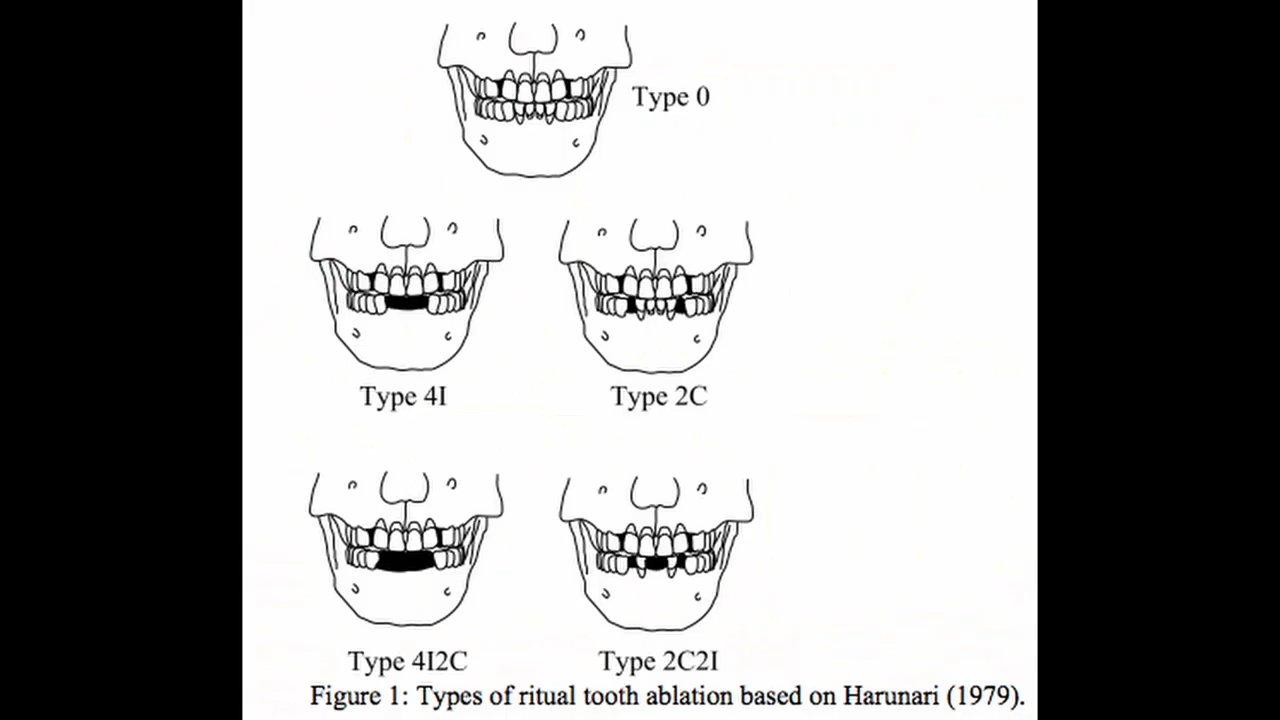 Type 0
Type 4I
Type 2C
Type 4I2C
Type 2C2I
Figure 1: Types of ritual tooth ablation based on Harunari (1979).